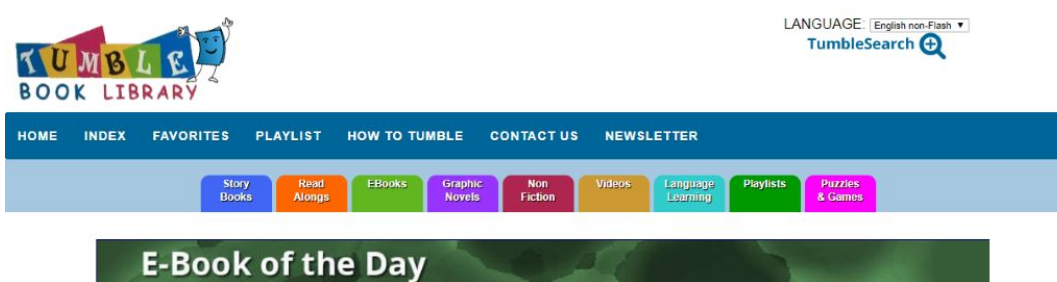 TUMBLE
BOOK LIBRARY
LANGUAGE: English non-Flash
TumbleSearch
HOME INDEX FAVORITES PLAYLIST HOW TO TUMBLE CONTACT US NEWSLETTER
Story Books
Read Alongs
EBooks
Graphic Novels
Non Fiction
Videos
Language Learning
Playlists
Puzzles & Games
E-Book of the Day